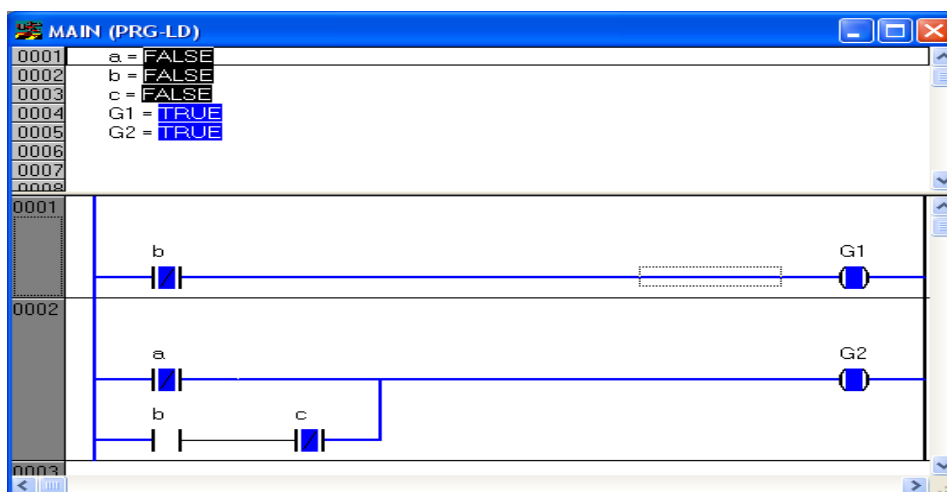 MAIN (PRG-LD)
0001 a = FALSE
0002 b = FALSE
0003 c = FALSE
0004 G1 = TRUE
0005 G2 = TRUE
0006
0007
0008
0001
b G1
0002
a G2
b c
0003